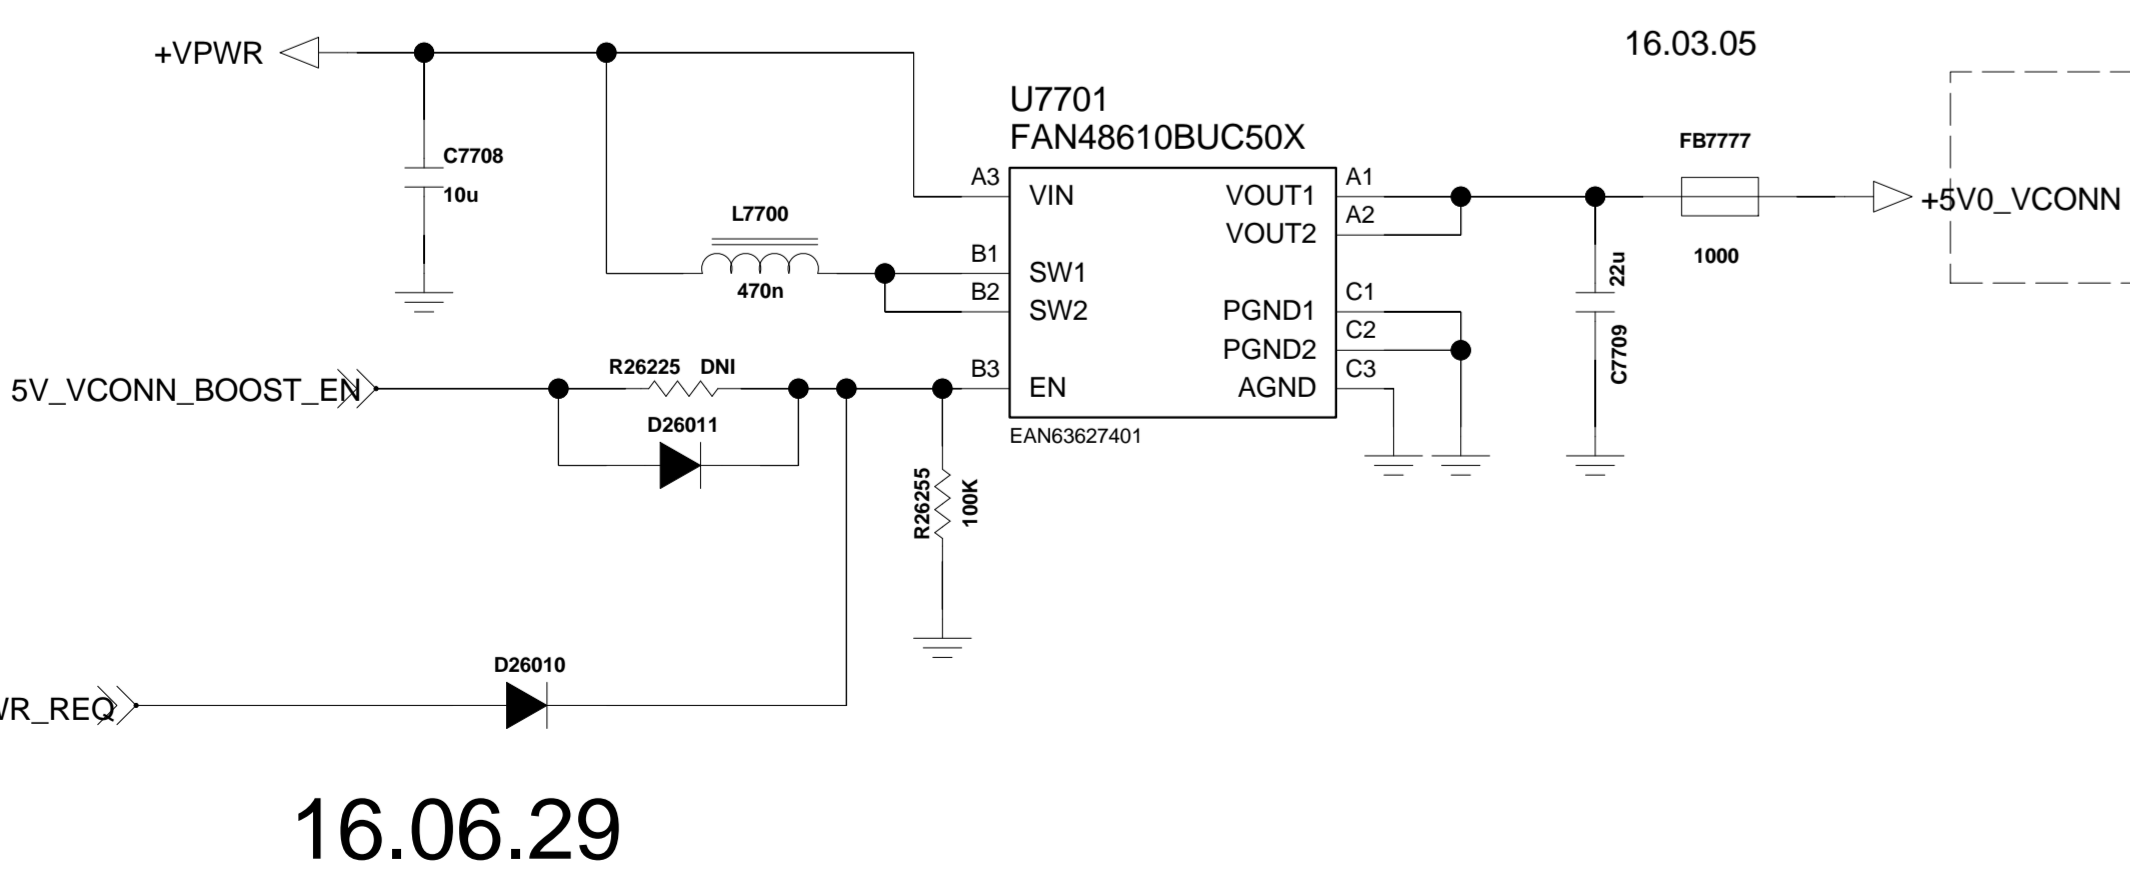 16.03.05
+VPWR
U7701
FAN48610BUC50X
C7708
10u
FB7777
1000
A3 VIN
VOUT1 A1
VOUT2 A2
+5V0_VCONN
L7700
470n
B1 SW1
B2 SW2
PGND1 C1
PGND2 C2
22u
C7709
5V_VCONN_BOOST_EN
R26225 DNI
B3 EN
AGND C3
D26011
EAN63627401
R26255
100K
D26010
WR_REQ
16.06.29